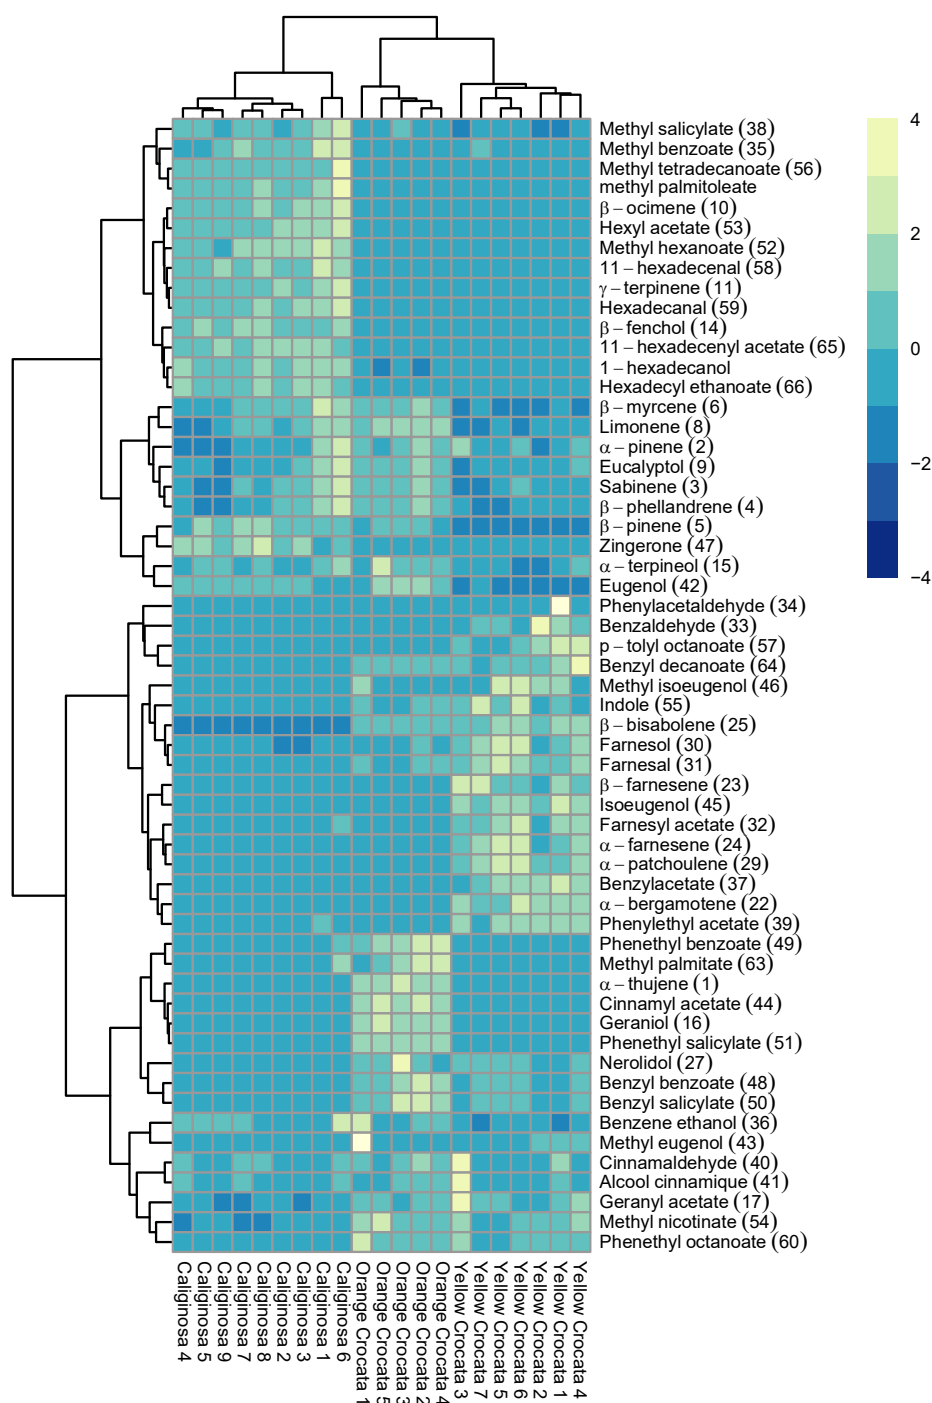 Methyl salicylate (38)
Methyl benzoate (35)
Methyl tetradecanoate (56)
methyl palmitoleate
β−ocimene (10)
Hexyl acetate (53)
Methyl hexanoate (52)
11−hexadecenal (58)
γ−terpinene (11)
Hexadecanal (59)
β−fenchol (14)
11−hexadecenyl acetate (65)
1−hexadecanol
Hexadecyl ethanoate (66)
β−myrcene (6)
Limonene (8)
α−pinene (2)
Eucalyptol (9)
Sabinene (3)
β−phellandrene (4)
β−pinene (5)
Zingerone (47)
α−terpineol (15)
Eugenol (42)
Phenylacetaldehyde (34)
Benzaldehyde (33)
p−tolyl octanoate (57)
Benzyl decanoate (64)
Methyl isoeugenol (46)
Indole (55)
β−bisabolene (25)
Farnesol (30)
Farnesal (31)
β−farnesene (23)
Isoeugenol (45)
Farnesyl acetate (32)
α−farnesene (24)
α−patchoulene (29)
Benzylacetate (37)
α−bergamotene (22)
Phenylethyl acetate (39)
Phenethyl benzoate (49)
Methyl palmitate (63)
α−thujene (1)
Cinnamyl acetate (44)
Geraniol (16)
Phenethyl salicylate (51)
Nerolidol (27)
Benzyl benzoate (48)
Benzyl salicylate (50)
Benzene ethanol (36)
Methyl eugenol (43)
Cinnamaldehyde (40)
Alcool cinnamique (41)
Geranyl acetate (17)
Methyl nicotinate (54)
Phenethyl octanoate (60)
4
2
0
−2
−4
Caliginosa 4
Caliginosa 5
Caliginosa 9
Caliginosa 7
Caliginosa 8
Caliginosa 2
Caliginosa 3
Caliginosa 1
Caliginosa 6
Orange Crocata 1
Orange Crocata 5
Orange Crocata 3
Orange Crocata 2
Orange Crocata 4
Yellow Crocata 3
Yellow Crocata 7
Yellow Crocata 5
Yellow Crocata 6
Yellow Crocata 2
Yellow Crocata 1
Yellow Crocata 4